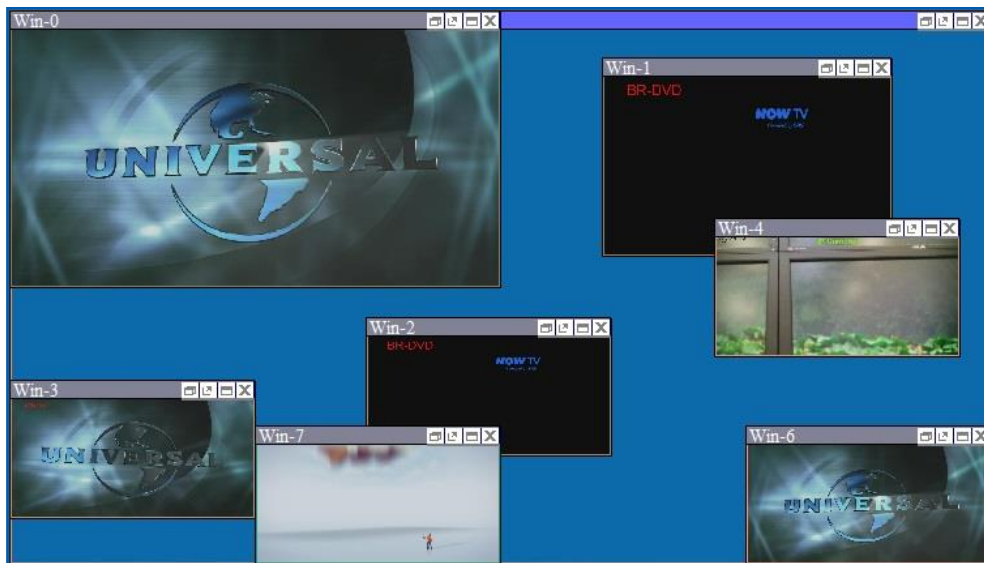 Win-0
UNIVERSAL
Win-1
BR-DVD
NOW TV
Win-4
Win-2
BR-DVD
NOW TV
Win-3
UNIVERSAL
Win-7
Win-6
UNIVERSAL